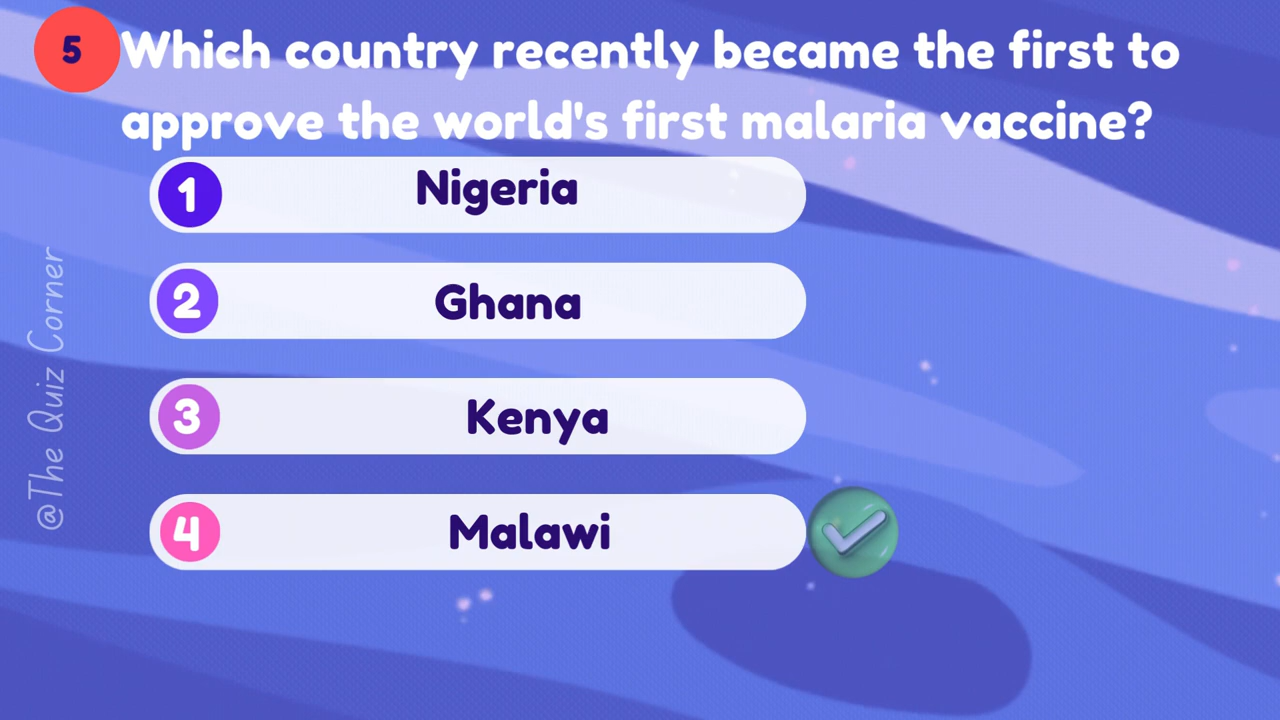 5 Which country recently became the first to
approve the world's first malaria vaccine?
1 Nigeria
2 Ghana
3 Kenya
4 Malawi
@The Quiz Corner